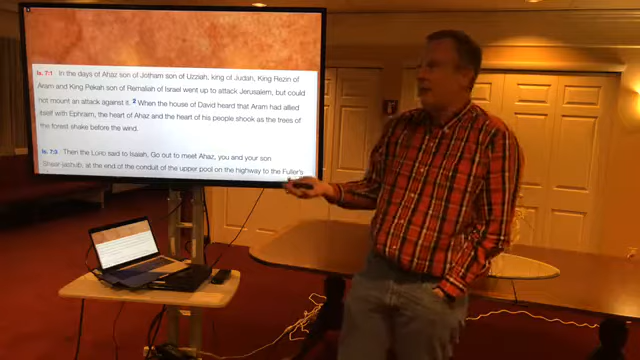 Is. 7:1 In the days of Ahaz son of Jotham son of Uzziah, king of Judah, King Rezin of
Aram and King Pekah son of Remaliah of Israel went up to attack Jerusalem, but could
not mount an attack against it. 2 When the house of David heard that Aram had allied
itself with Ephraim, the heart of Ahaz and the heart of his people shook as the trees of
the forest shake before the wind.
Is. 7:3 Then the LORD said to Isaiah, Go out to meet Ahaz, you and your son
Shear-jashub, at the end of the conduit of the upper pool on the highway to the Fuller's